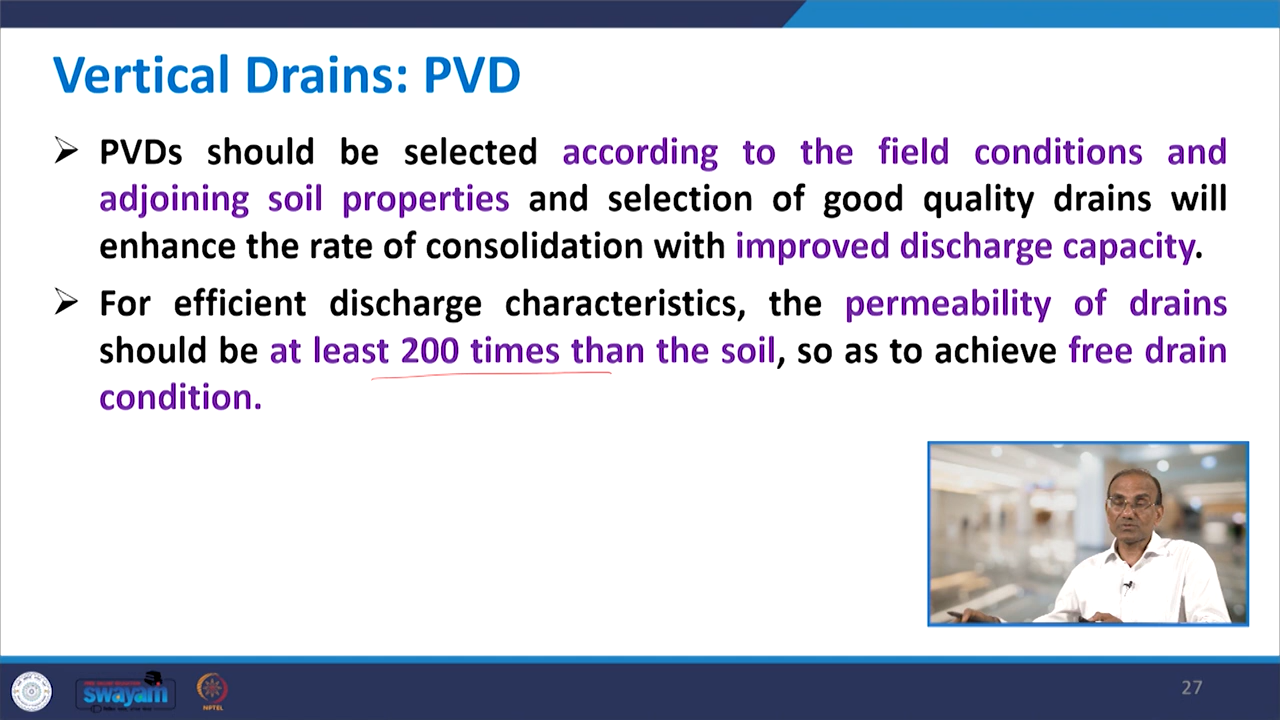 Vertical Drains: PVD
PVDs should be selected according to the field conditions and
adjoining soil properties and selection of good quality drains will
enhance the rate of consolidation with improved discharge capacity.
For efficient discharge characteristics, the permeability of drains
should be at least 200 times than the soil, so as to achieve free drain
condition.
swayam
NPTEL
27